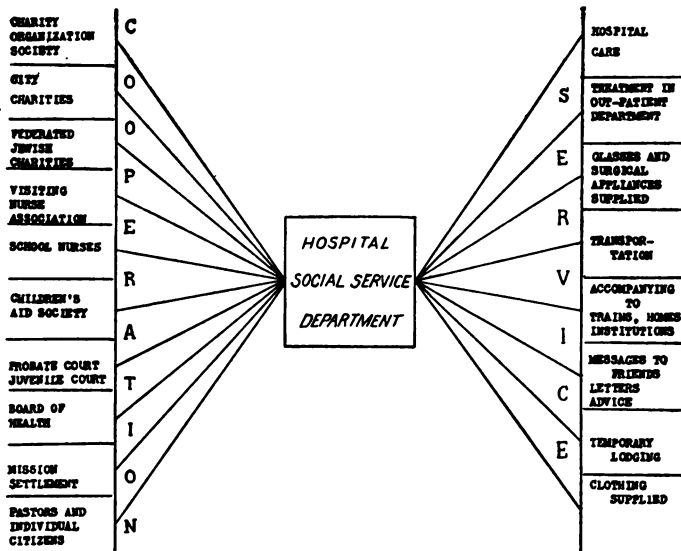 CHARITY
ORGANIZATION
SOCIETY
CITY
CHARITIES
FEDERATED
JEWISH
CHARITIES
VISITING
NURSE
ASSOCIATION
SCHOOL NURSES
CHILDREN'S
AID SOCIETY
PROBATE COURT
JUVENILE COURT
BOARD OF
HEALTH
MISSION
SETTLEMENT
PASTORS AND
INDIVIDUAL
CITIZENS
COOPERATION
HOSPITAL
SOCIAL SERVICE
DEPARTMENT
SERVICE
HOSPITAL
CARE
TREATMENT IN
OUT-PATIENT
DEPARTMENT
GLASSES AND
SURGICAL
APPLIANCES
SUPPLIED
TRANSPOR-
TATION
ACCOMPANYING
TO
TRAINS, HOMES
INSTITUTIONS
MESSAGES TO
FRIENDS
LETTERS
ADVICE
TEMPORARY
LODGING
CLOTHING
SUPPLIED